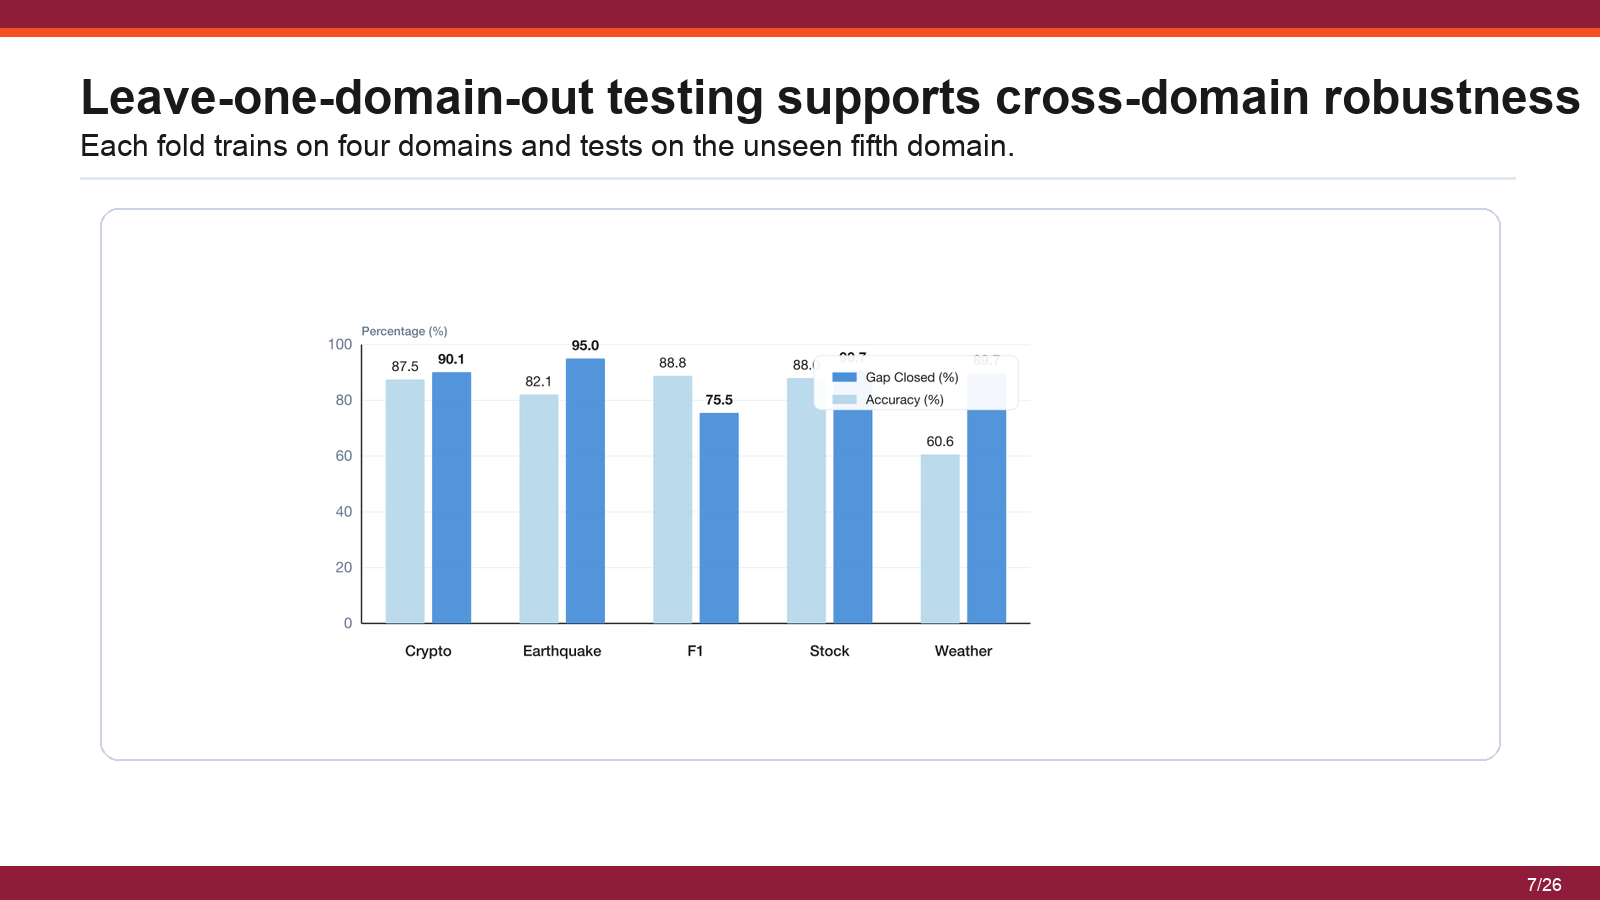 Leave-one-domain-out testing supports cross-domain robustness
Each fold trains on four domains and tests on the unseen fifth domain.
Percentage (%)
100
80
60
40
20
0
87.5
90.1
82.1
95.0
88.8
75.5
60.6
89.7
Gap Closed (%)
Accuracy (%)
Crypto
Earthquake
F1
Stock
Weather
7/26